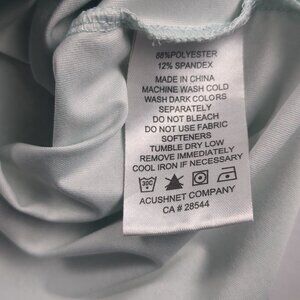 88%POLYESTER
12% SPANDEX
MADE IN CHINA
MACHINE WASH COLD
WASH DARK COLORS
SEPARATELY
DO NOT BLEACH
DO NOT USE FABRIC
SOFTENERS
TUMBLE DRY LOW
REMOVE IMMEDIATELY
COOL IRON IF NECESSARY
30C
ACUSHNET COMPANY
CA # 28544